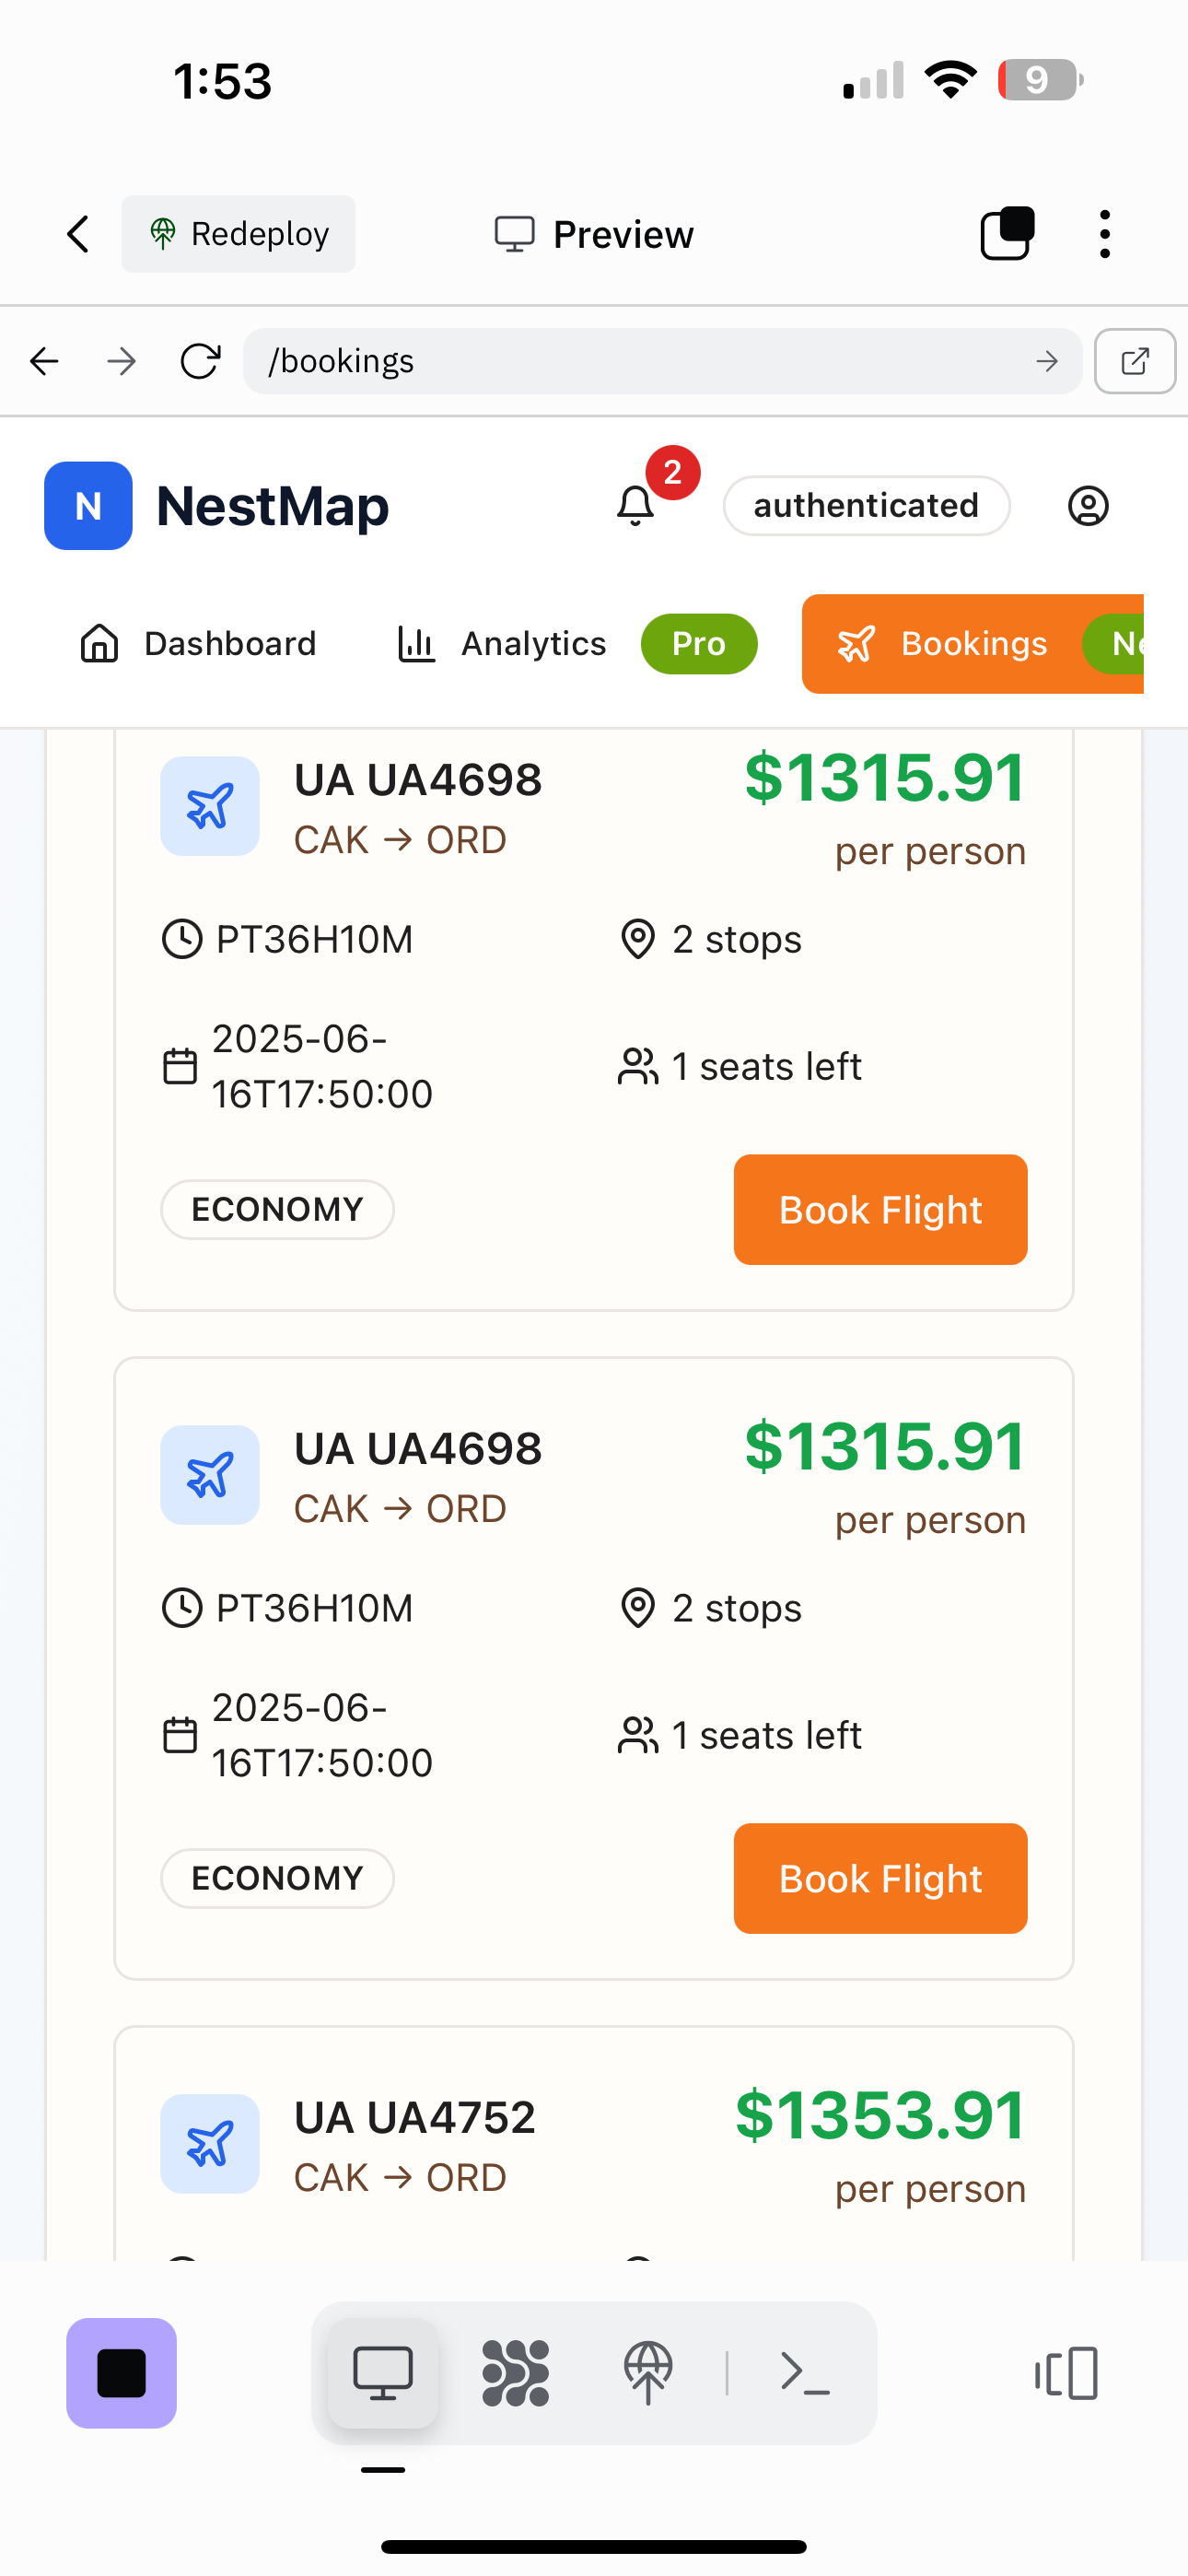 1:53
9
Redeploy
Preview
/bookings
N
NestMap
2
authenticated
Dashboard
Analytics
Pro
Bookings
UA UA4698
$1315.91
CAK → ORD
per person
PT36H10M
2 stops
2025-06-
16T17:50:00
1 seats left
ECONOMY
Book Flight
UA UA4698
$1315.91
CAK → ORD
per person
PT36H10M
2 stops
2025-06-
16T17:50:00
1 seats left
ECONOMY
Book Flight
UA UA4752
$1353.91
CAK → ORD
per person